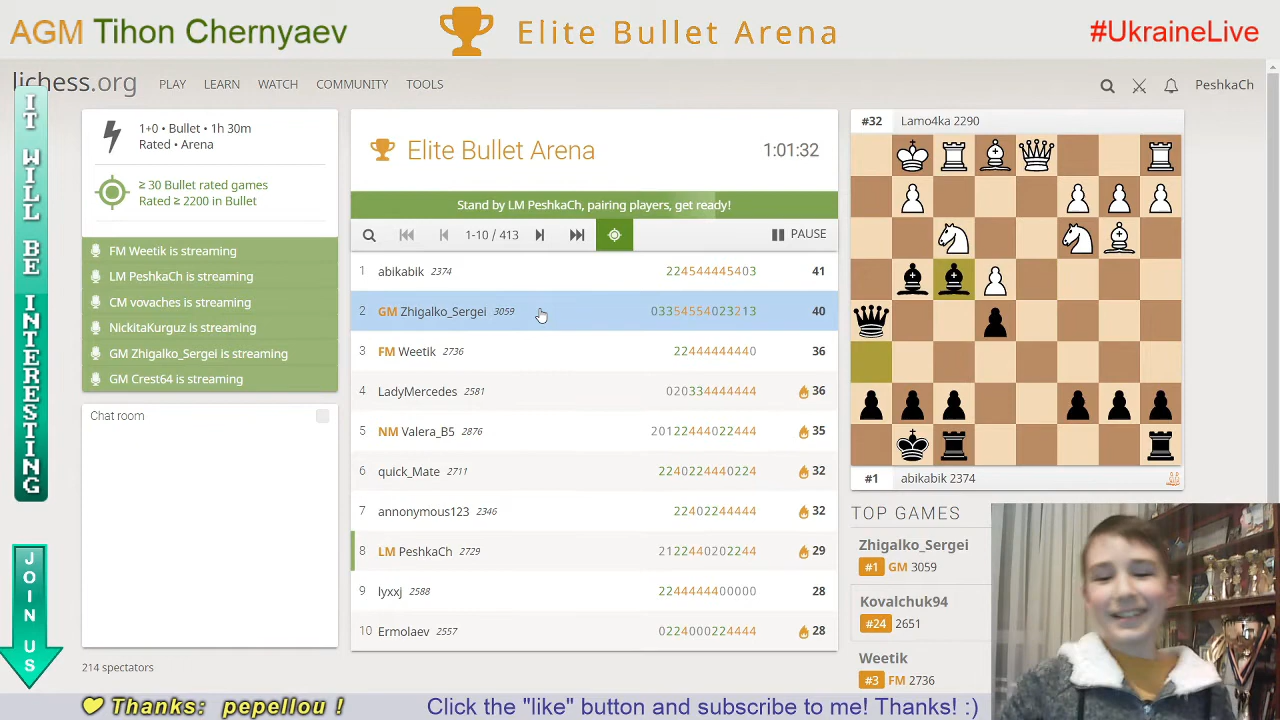 AGM Tihon Chernyaev
Elite Bullet Arena
#UkraineLive
lichess.org
PLAY LEARN WATCH COMMUNITY TOOLS
PeshkaCh
IT WILL BE INTERESTING
JOIN US
1+0 • Bullet • 1h 30m
Rated • Arena
≥ 30 Bullet rated games
Rated ≥ 2200 in Bullet
FM Weetik is streaming
LM PeshkaCh is streaming
CM vovaches is streaming
NickitaKurguz is streaming
GM Zhigalko_Sergei is streaming
GM Crest64 is streaming
Chat room
214 spectators
Elite Bullet Arena 1:01:32
Stand by LM PeshkaCh, pairing players, get ready!
1-10 / 413 PAUSE
1 abikabik 2374 224544445403 41
2 GM Zhigalko_Sergei 3059 03354554023213 40
3 FM Weetik 2736 22444444440 36
4 LadyMercedes 2581 02033444444 36
5 NM Valera_B5 2876 20122444022444 35
6 quick_Mate 2711 2240224440224 32
7 annonymous123 2346 22402244444 32
8 LM PeshkaCh 2729 2122440202244 29
9 lyxxj 2588 2244444400000 28
10 Ermolaev 2557 0224000224444 28
#32 Lamo4ka 2290
#1 abikabik 2374
TOP GAMES
Zhigalko_Sergei
#1 GM 3059
Kovalchuk94
#24 2651
Weetik
#3 FM 2736
Thanks: pepellou !
Click the "like" button and subscribe to me! Thanks! :)